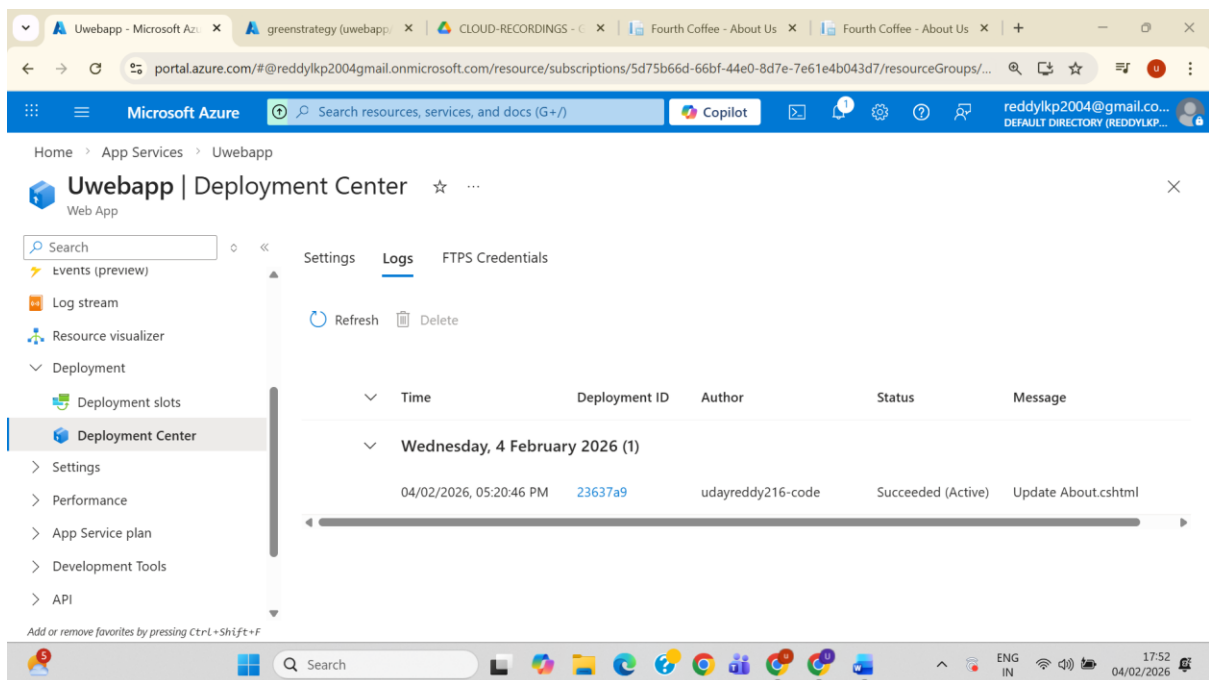 Uwebapp - Microsoft Az
greenstrategy (uwebapp/
CLOUD-RECORDINGS -
Fourth Coffee - About Us
Fourth Coffee - About Us
portal.azure.com/#@reddylkp2004gmail.onmicrosoft.com/resource/subscriptions/5d75b66d-66bf-44e0-8d7e-7e61e4b043d7/resourceGroups/...
u
Microsoft Azure
Search resources, services, and docs (G+/)
Copilot
1
reddylkp2004@gmail.co...
DEFAULT DIRECTORY (REDDYLKP...
Home > App Services > Uwebapp
Uwebapp | Deployment Center ☆ ...
Web App
Search
Events (preview)
Log stream
Resource visualizer
Deployment
Deployment slots
Deployment Center
Settings
Performance
App Service plan
Development Tools
API
Add or remove favorites by pressing Ctrl+Shift+F
Settings Logs FTPS Credentials
Refresh Delete
Time Deployment ID Author Status Message
Wednesday, 4 February 2026 (1)
04/02/2026, 05:20:46 PM 23637a9 udayreddy216-code Succeeded (Active) Update About.cshtml
5
Search
ENG
IN
17:52
04/02/2026